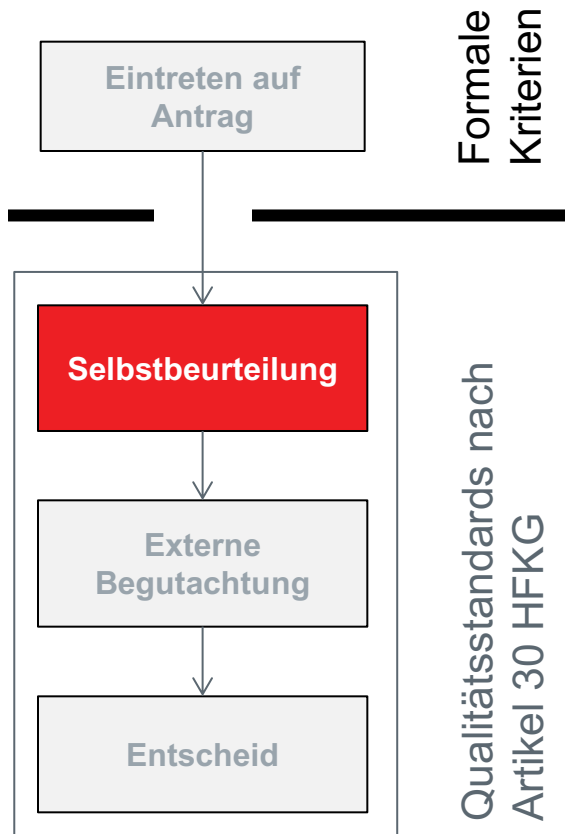 Eintreten auf
Antrag
Formale
Kriterien
Selbstbeurteilung
Externe
Begutachtung
Entscheid
Qualitätsstandards nach
Artikel 30 HFKG